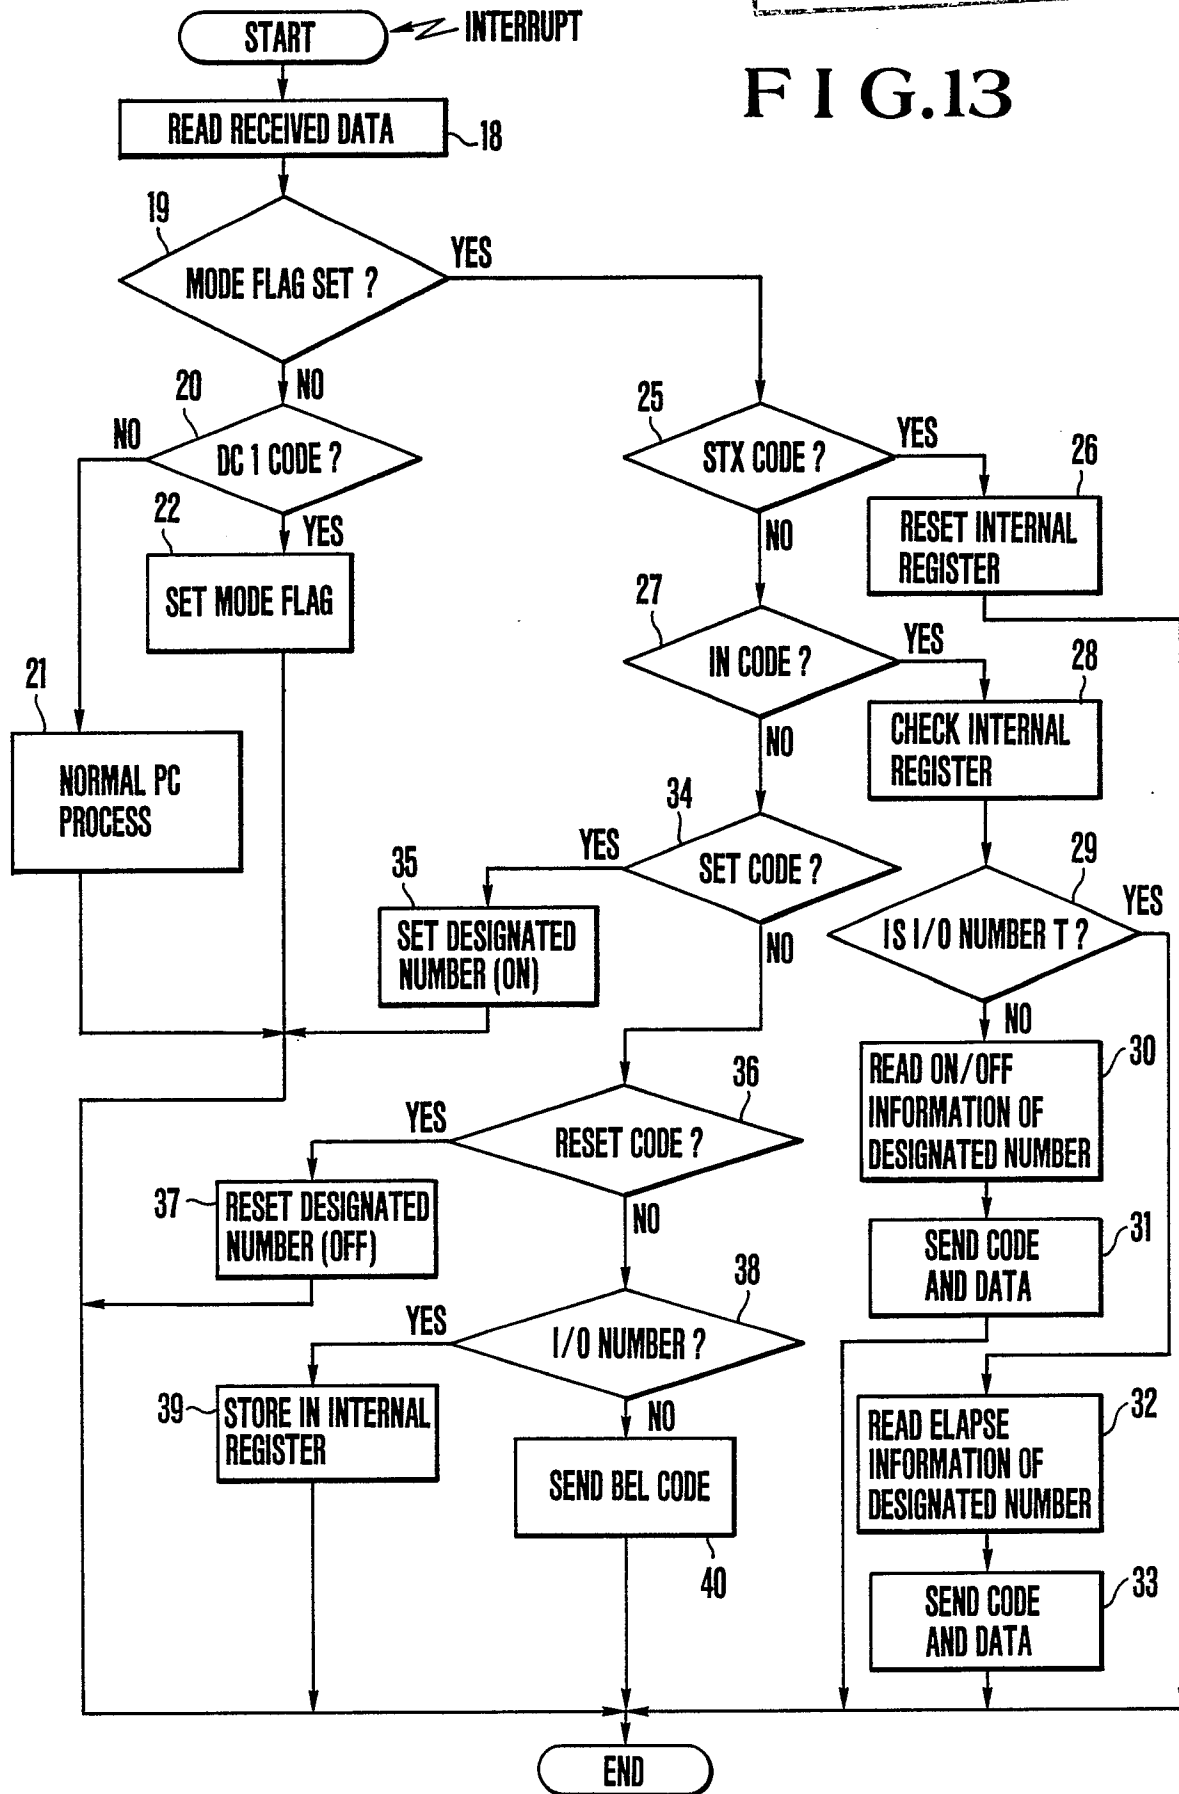 START
INTERRUPT
FIG.13
READ RECEIVED DATA
18
19
MODE FLAG SET ?
YES
NO
20
NO
DC 1 CODE ?
22
YES
SET MODE FLAG
21
NORMAL PC
PROCESS
25
STX CODE ?
YES
26
RESET INTERNAL
REGISTER
NO
27
IN CODE ?
YES
28
CHECK INTERNAL
REGISTER
NO
34
SET CODE ?
YES
35
SET DESIGNATED
NUMBER (ON)
NO
29
IS I/O NUMBER T ?
YES
NO
30
READ ON/OFF
INFORMATION OF
DESIGNATED NUMBER
31
SEND CODE
AND DATA
36
YES
RESET CODE ?
37
RESET DESIGNATED
NUMBER (OFF)
NO
38
YES
I/O NUMBER ?
39
STORE IN INTERNAL
REGISTER
NO
SEND BEL CODE
40
32
READ ELAPSE
INFORMATION OF
DESIGNATED NUMBER
33
SEND CODE
AND DATA
END